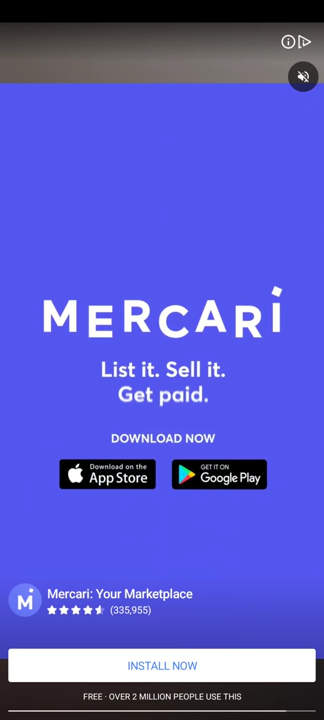 MERCARI
List it. Sell it.
Get paid.
DOWNLOAD NOW
Download on the
App Store
GET IT ON
Google Play
Mercari: Your Marketplace
(335,955)
INSTALL NOW
FREE · OVER 2 MILLION PEOPLE USE THIS